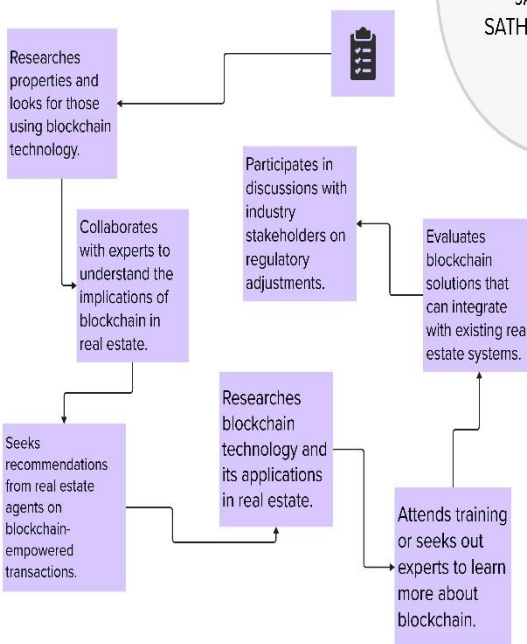 SATH
Researches
properties and
looks for those
using blockchain
technology.
Participates in
discussions with
industry
stakeholders on
regulatory
adjustments.
Collaborates
with experts to
understand the
implications of
blockchain in
real estate.
Evaluates
blockchain
solutions that
can integrate
with existing real
estate systems.
Researches
blockchain
technology and
its applications
in real estate.
Seeks
recommendations
from real estate
agents on
blockchain-
empowered
transactions.
Attends training
or seeks out
experts to learn
more about
blockchain.